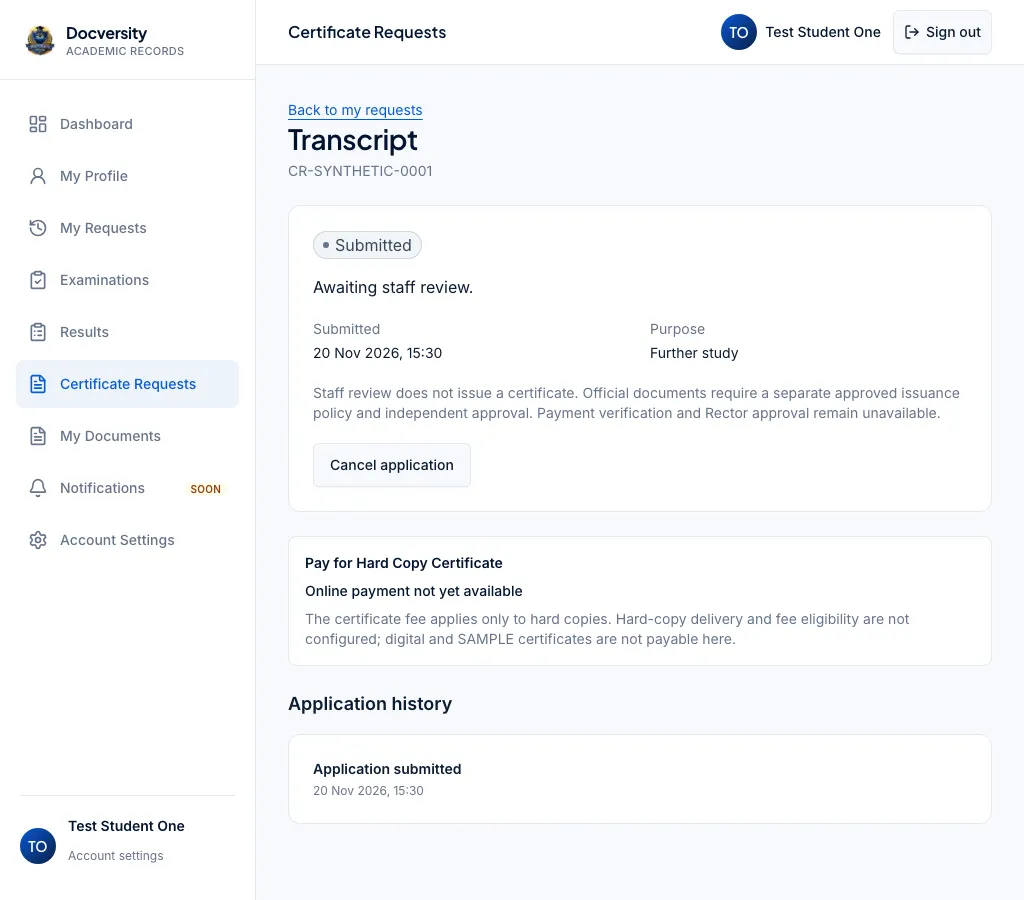 Docversity
ACADEMIC RECORDS
Dashboard
My Profile
My Requests
Examinations
Results
Certificate Requests
My Documents
Notifications SOON
Account Settings
TO Test Student One
Account settings
Certificate Requests
TO Test Student One Sign out
Back to my requests
Transcript
CR-SYNTHETIC-0001
Submitted
Awaiting staff review.
Submitted Purpose
20 Nov 2026, 15:30 Further study
Staff review does not issue a certificate. Official documents require a separate approved issuance
policy and independent approval. Payment verification and Rector approval remain unavailable.
Cancel application
Pay for Hard Copy Certificate
Online payment not yet available
The certificate fee applies only to hard copies. Hard-copy delivery and fee eligibility are not
configured; digital and SAMPLE certificates are not payable here.
Application history
Application submitted
20 Nov 2026, 15:30